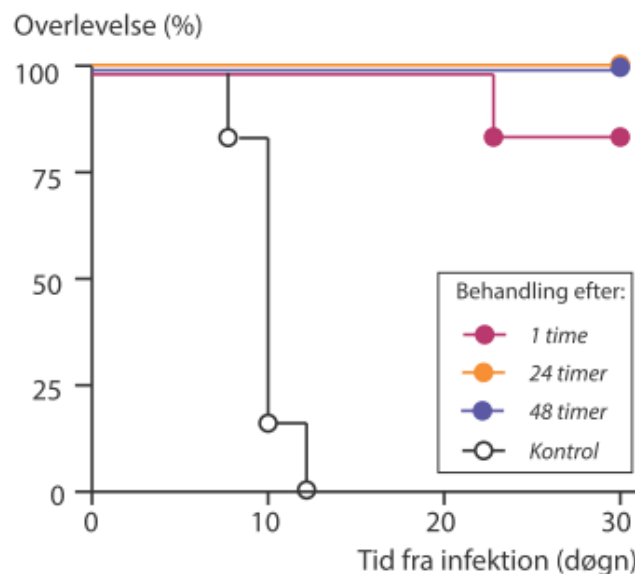 Overlevelse (%)
100
75
50
25
0
0
10
20
30
Tid fra infektion (døgn)
Behandling efter:
1 time
24 timer
48 timer
Kontrol